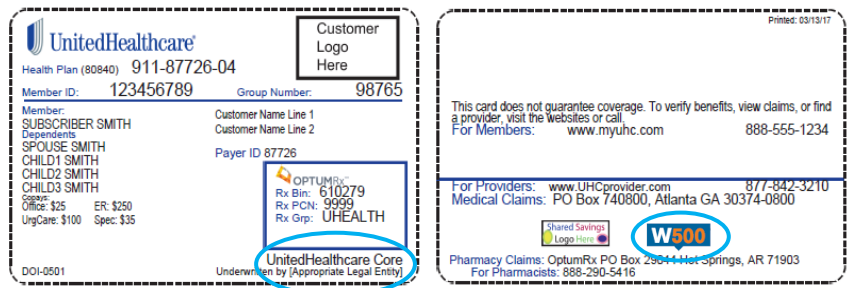 UnitedHealthcare®
Customer
Logo
Here
Health Plan (80840) 911-87726-04
Member ID: 123456789 Group Number: 98765
Member:
SUBSCRIBER SMITH
Dependents
SPOUSE SMITH
CHILD1 SMITH
CHILD2 SMITH
CHILD3 SMITH
Copays:
Office: $25 ER: $250
UrgCare: $100 Spec: $35
Customer Name Line 1
Customer Name Line 2
Payer ID 87726
OPTUMRx™
Rx Bin: 610279
Rx PCN: 9999
Rx Grp: UHEALTH
UnitedHealthcare Core
DOI-0501 Underwritten by [Appropriate Legal Entity]
Printed: 03/13/17
This card does not guarantee coverage. To verify benefits, view claims, or find
a provider, visit the websites or call.
For Members: www.myuhc.com 888-555-1234
For Providers: www.UHCprovider.com 877-842-3210
Medical Claims: PO Box 740800, Atlanta GA 30374-0800
Shared Savings
Logo Here
W500
Pharmacy Claims: OptumRx PO Box Hot Springs, AR 71903
For Pharmacists: 888-290-5416